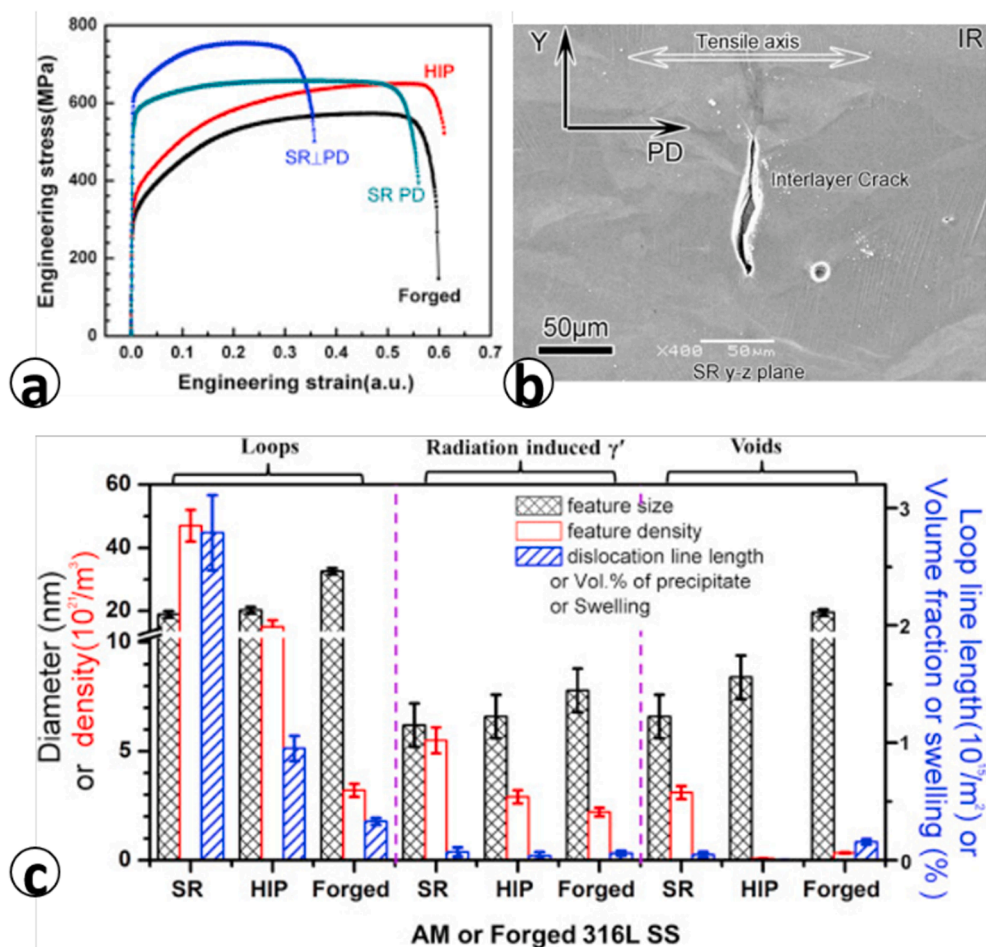 800
600
400
200
0
0.0 0.1 0.2 0.3 0.4 0.5 0.6 0.7
Engineering stress(MPa)
Engineering strain(a.u.)
HIP
SR⊥PD
SR PD
Forged
a
Y
Tensile axis
IR
PD
Interlayer Crack
50μm
X400 50μm
SR y-z plane
b
Loops
Radiation induced γ′
Voids
60
40
20
10
5
0
3
2
1
0
Diameter (nm)
or density(10²¹/m³)
feature size
feature density
dislocation line length
or Vol.% of precipitate
or Swelling
Loop line length(10¹⁵/m²) or
Volume fraction or swelling (%)
SR HIP Forged SR HIP Forged SR HIP Forged
AM or Forged 316L SS
c